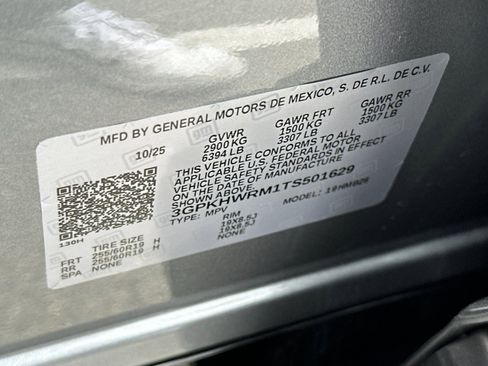 MFD BY GENERAL MOTORS DE MEXICO, S. DE R.L. DE C.V.
10/25 GVWR GAWR FRT GAWR RR
2900 KG 1500 KG 1500 KG
6394 LB 3307 LB 3307 LB
THIS VEHICLE CONFORMS TO ALL
APPLICABLE U.S. FEDERAL MOTOR
VEHICLE SAFETY STANDARDS IN EFFECT
ON THE DATE OF MANUFACTURE SHOWN ABOVE
3GPKHWRM1TS501629
TYPE: MPV MODEL: 19HMB26
130H
TIRE SIZE RIM
FRT 255/60R19 H 19X8.5J
RR 255/60R19 H 19X8.5J
SPA NONE NONE